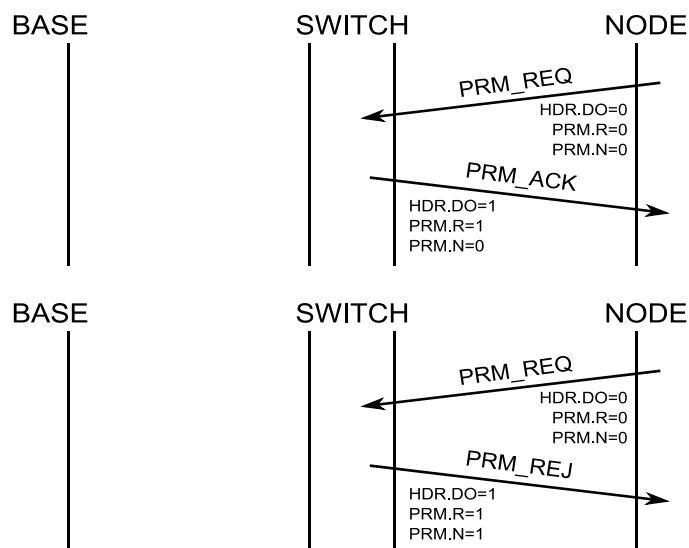 BASE SWITCH NODE
PRM_REQ
HDR.DO=0
PRM.R=0
PRM.N=0
PRM_ACK
HDR.DO=1
PRM.R=1
PRM.N=0
BASE SWITCH NODE
PRM_REQ
HDR.DO=0
PRM.R=0
PRM.N=0
PRM_REJ
HDR.DO=1
PRM.R=1
PRM.N=1